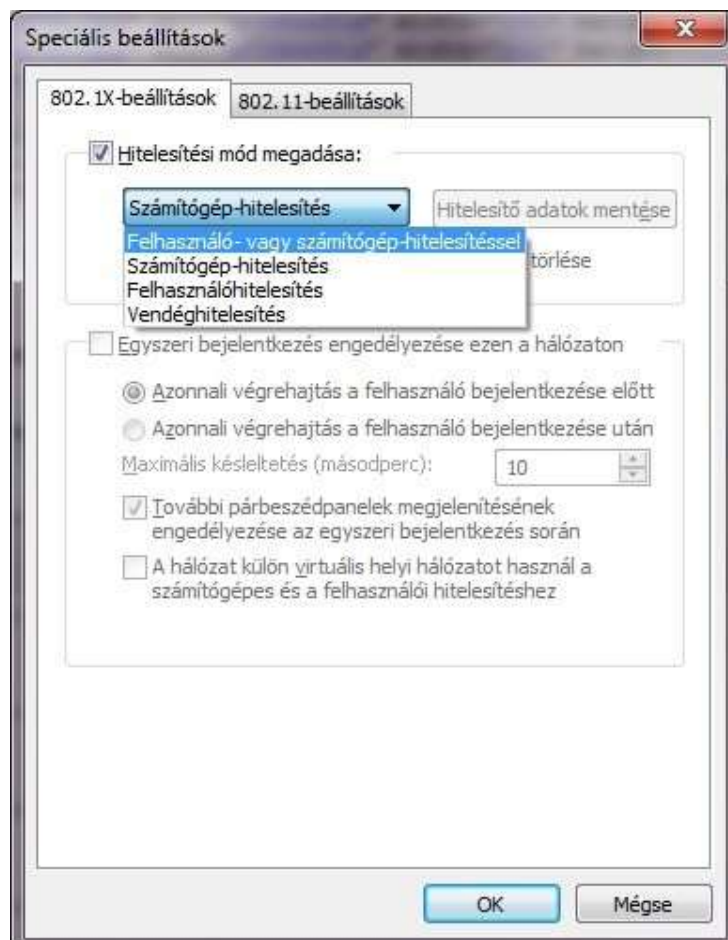 Speciális beállítások
802.1X-beállítások
802.11-beállítások
Hitelesítési mód megadása:
Számítógép-hitelesítés
Hitelesítő adatok mentése
Felhasználó- vagy számítógép-hitelesítéssel
Számítógép-hitelesítés
törlése
Felhasználóhitelesítés
Vendéghitelesítés
Egyszeri bejelentkezés engedélyezése ezen a hálózaton
Azonnali végrehajtás a felhasználó bejelentkezése előtt
Azonnali végrehajtás a felhasználó bejelentkezése után
Maximális késleltetés (másodperc):
10
További párbeszédpanelek megjelenítésének
engedélyezése az egyszeri bejelentkezés során
A hálózat külön virtuális helyi hálózatot használ a
számítógépes és a felhasználói hitelesítéshez
OK
Mégse